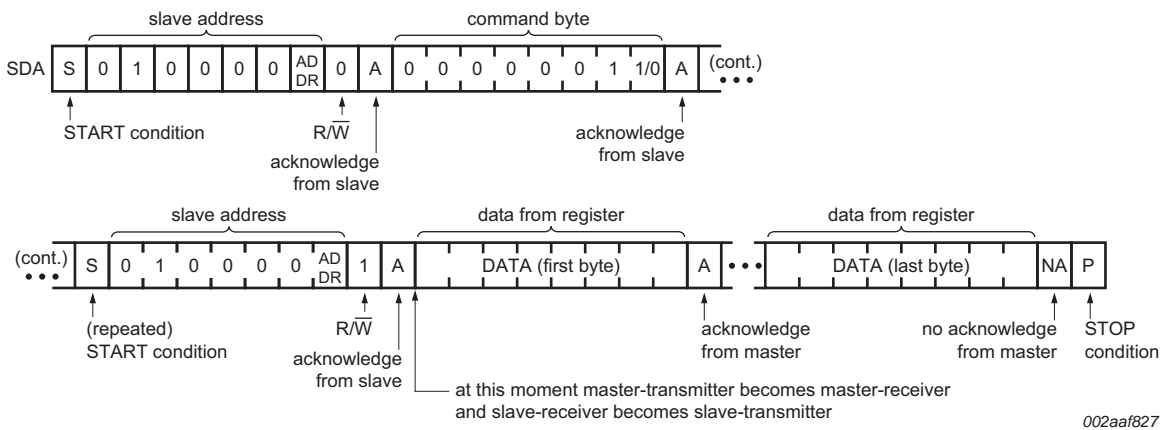 slave address command byte
SDA S 0 1 0 0 0 0 AD DR 0 A 0 0 0 0 0 0 1 1/0 A (cont.)
START condition R/W̅ acknowledge from slave acknowledge from slave
slave address data from register data from register
(cont.) S 0 1 0 0 0 0 AD DR 1 A DATA (first byte) A DATA (last byte) NA P
(repeated) START condition R/W̅ acknowledge from slave acknowledge from master no acknowledge from master STOP condition
at this moment master-transmitter becomes master-receiver
and slave-receiver becomes slave-transmitter
002aaf827